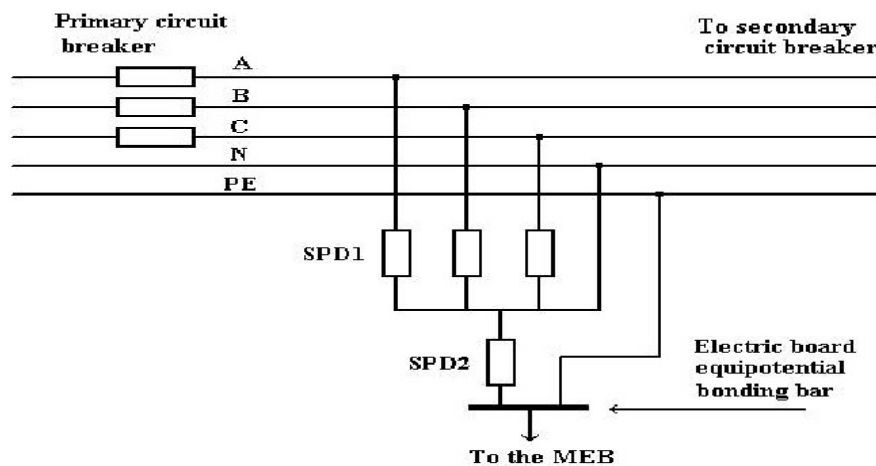 Primary circuit
breaker
To secondary
circuit breaker
A
B
C
N
PE
SPD1
SPD2
Electric board
equipotential
bonding bar
To the MEB